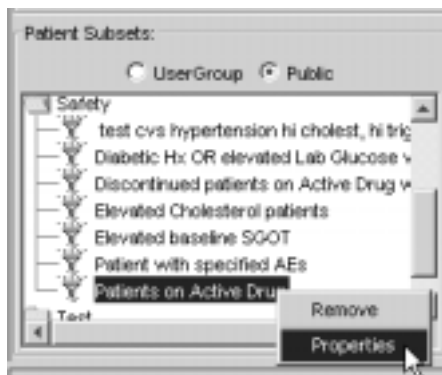 Patient Subsets:
UserGroup Public
Safety
test cvs hypertension hi cholest, hi trig
Diabetic Hx OR elevated Lab Glucose v
Discontinued patients on Active Drug w
Elevated Cholesterol patients
Elevated baseline SGOT
Patient with specified AEs
Patients on Active Dru
Remove
Test
Properties